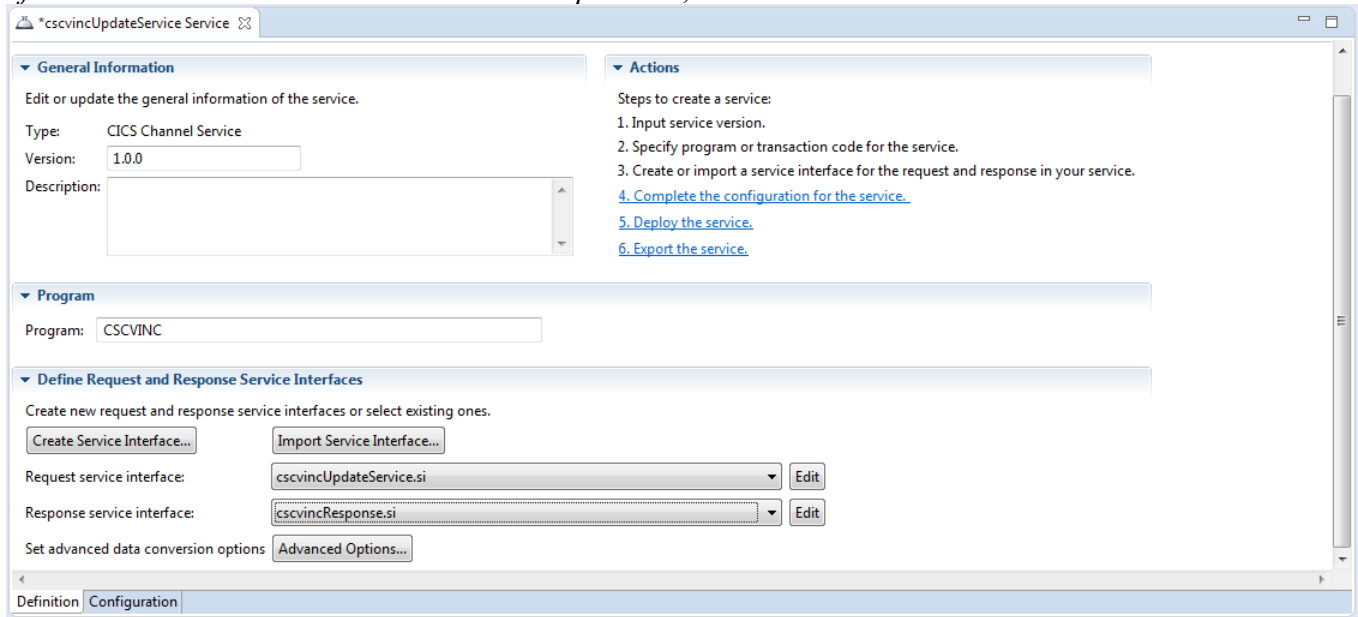 *cscvincUpdateService Service
General Information
Edit or update the general information of the service.
Type: CICS Channel Service
Version: 1.0.0
Description:
Actions
Steps to create a service:
1. Input service version.
2. Specify program or transaction code for the service.
3. Create or import a service interface for the request and response in your service.
4. Complete the configuration for the service.
5. Deploy the service.
6. Export the service.
Program
Program: CSCVINC
Define Request and Response Service Interfaces
Create new request and response service interfaces or select existing ones.
Create Service Interface... Import Service Interface...
Request service interface: cscvincUpdateService.si Edit
Response service interface: cscvincResponse.si Edit
Set advanced data conversion options Advanced Options...
Definition Configuration